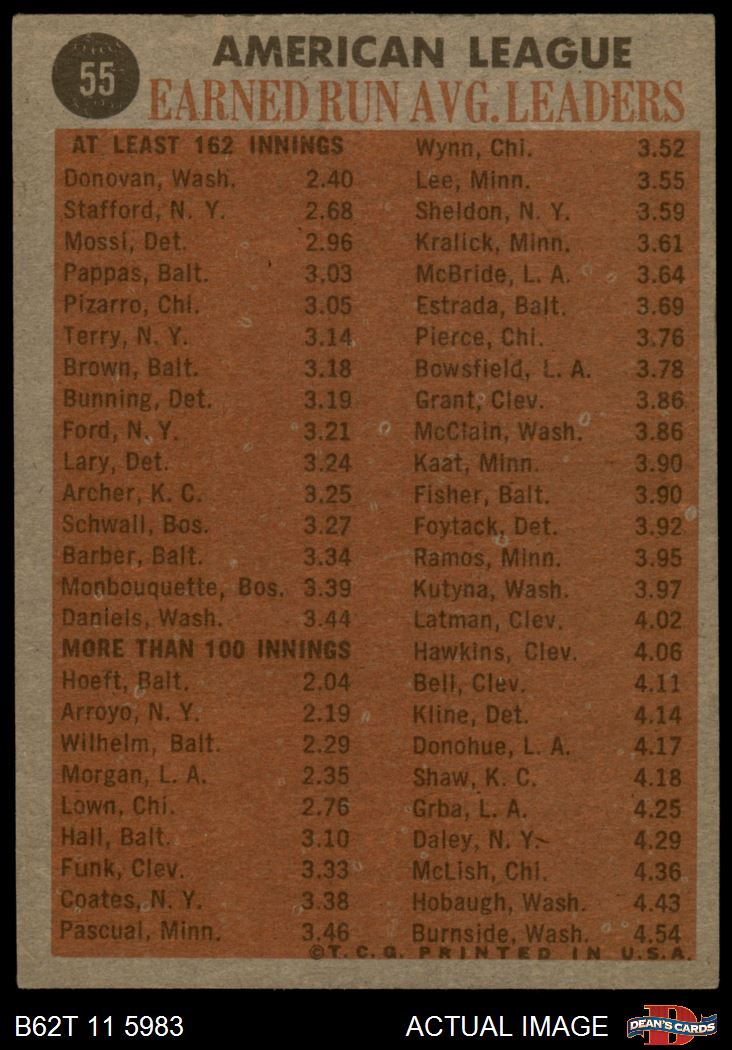 55
AMERICAN LEAGUE
EARNED RUN AVG. LEADERS
AT LEAST 162 INNINGS
Donovan, Wash. 2.40
Stafford, N. Y. 2.68
Mossi, Det. 2.96
Pappas, Balt. 3.03
Pizarro, Chi. 3.05
Terry, N. Y. 3.14
Brown, Balt. 3.18
Bunning, Det. 3.19
Ford, N. Y. 3.21
Lary, Det. 3.24
Archer, K. C. 3.25
Schwall, Bos. 3.27
Barber, Balt. 3.34
Monbouquette, Bos. 3.39
Daniels, Wash. 3.44
MORE THAN 100 INNINGS
Hoeft, Balt. 2.04
Arroyo, N. Y. 2.19
Wilhelm, Balt. 2.29
Morgan, L. A. 2.35
Lown, Chi. 2.76
Hall, Balt. 3.10
Funk, Clev. 3.33
Coates, N. Y. 3.38
Pascual, Minn. 3.46
Wynn, Chi. 3.52
Lee, Minn. 3.55
Sheldon, N. Y. 3.59
Kralick, Minn. 3.61
McBride, L. A. 3.64
Estrada, Balt. 3.69
Pierce, Chi. 3.76
Bowsfield, L. A. 3.78
Grant, Clev. 3.86
McClain, Wash. 3.86
Kaat, Minn. 3.90
Fisher, Balt. 3.90
Foytack, Det. 3.92
Ramos, Minn. 3.95
Kutyna, Wash. 3.97
Latman, Clev. 4.02
Hawkins, Clev. 4.06
Bell, Clev. 4.11
Kline, Det. 4.14
Donohue, L. A. 4.17
Shaw, K. C. 4.18
Grba, L. A. 4.25
Daley, N. Y. 4.29
McLish, Chi. 4.36
Hobaugh, Wash. 4.43
Burnside, Wash. 4.54
©T. C. G. PRINTED IN U.S.A.
B62T 11 5983
ACTUAL IMAGE
DEAN'S CARDS